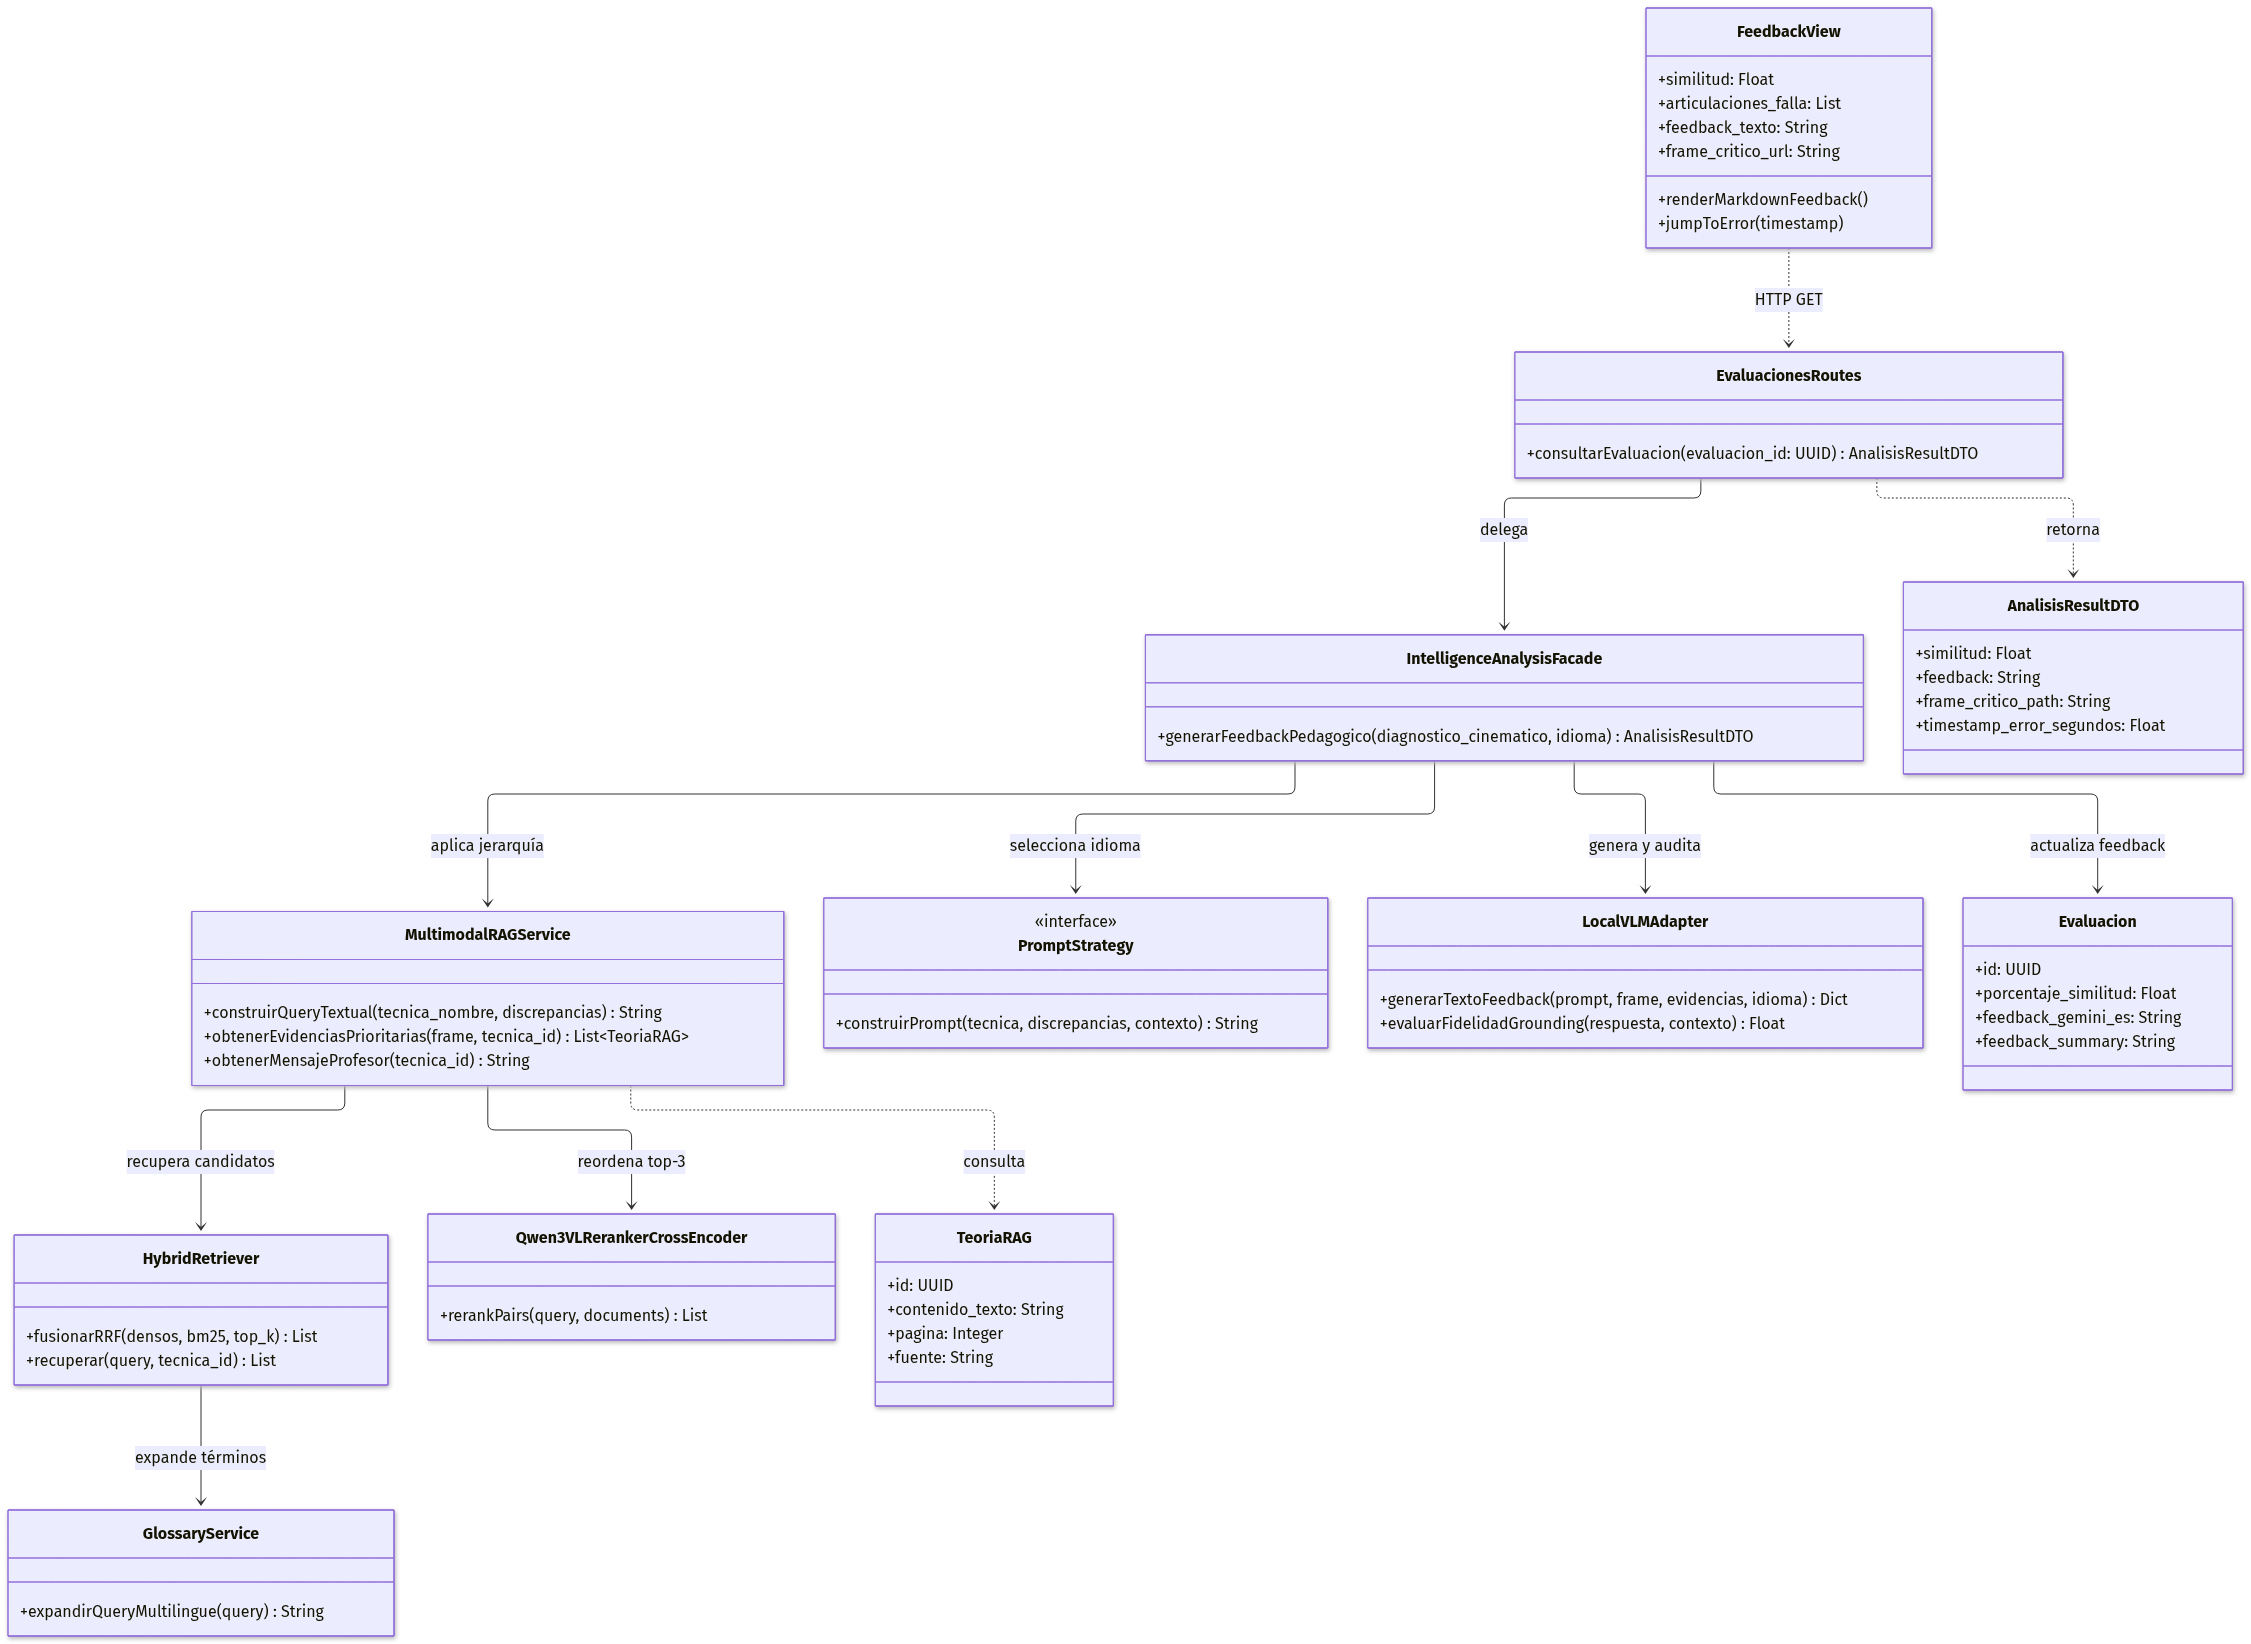 FeedbackView
+similitud: Float
+articulaciones_falla: List
+feedback_texto: String
+frame_critico_url: String
+renderMarkdownFeedback()
+jumpToError(timestamp)
HTTP GET
EvaluacionesRoutes
+consultarEvaluacion(evaluacion_id: UUID) : AnalisisResultDTO
delega
retorna
AnalisisResultDTO
+similitud: Float
+feedback: String
+frame_critico_path: String
+timestamp_error_segundos: Float
IntelligenceAnalysisFacade
+generarFeedbackPedagogico(diagnostico_cinematico, idioma) : AnalisisResultDTO
aplica jerarquía
selecciona idioma
genera y audita
actualiza feedback
MultimodalRAGService
+construirQueryTextual(tecnica_nombre, discrepancias) : String
+obtenerEvidenciasPrioritarias(frame, tecnica_id) : List<TeoriaRAG>
+obtenerMensajeProfesor(tecnica_id) : String
«interface»
PromptStrategy
+construirPrompt(tecnica, discrepancias, contexto) : String
LocalVLMAdapter
+generarTextoFeedback(prompt, frame, evidencias, idioma) : Dict
+evaluarFidelidadGrounding(respuesta, contexto) : Float
Evaluacion
+id: UUID
+porcentaje_similitud: Float
+feedback_gemini_es: String
+feedback_summary: String
recupera candidatos
reordena top-3
consulta
HybridRetriever
+fusionarRRF(densos, bm25, top_k) : List
+recuperar(query, tecnica_id) : List
Qwen3VLRerankerCrossEncoder
+rerankPairs(query, documents) : List
TeoriaRAG
+id: UUID
+contenido_texto: String
+pagina: Integer
+fuente: String
expande términos
GlossaryService
+expandirQueryMultilingue(query) : String